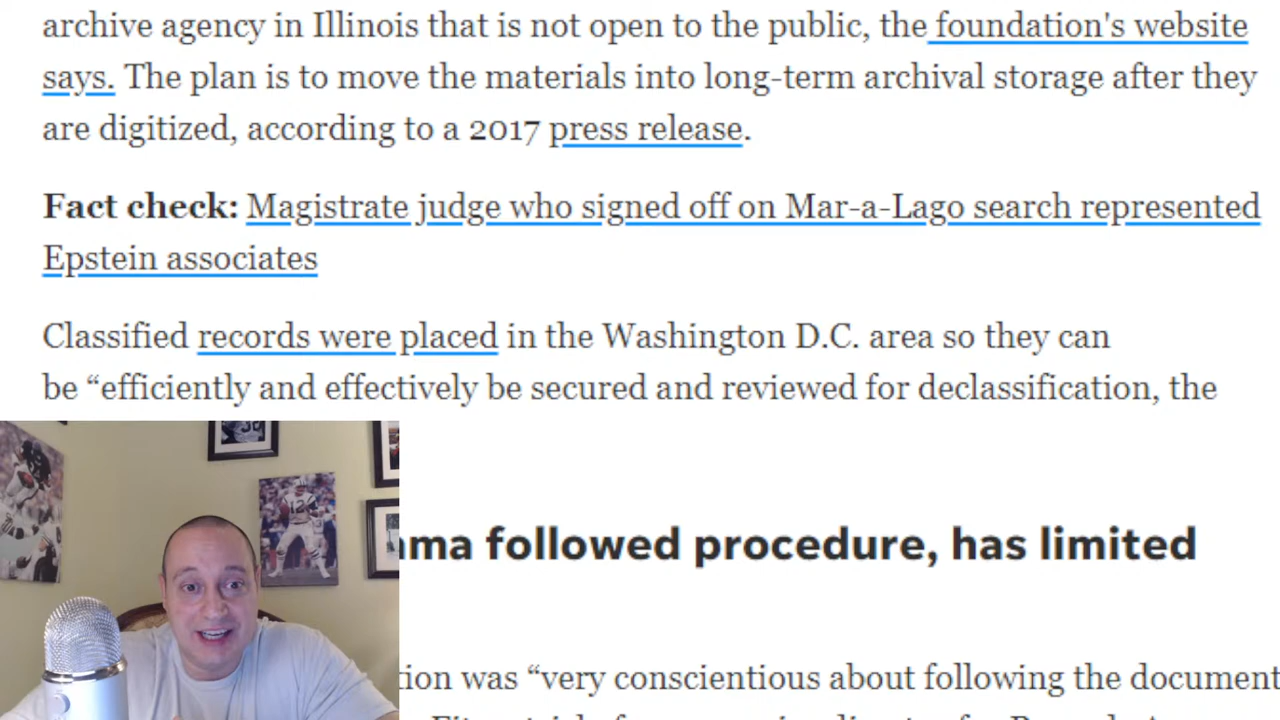 archive agency in Illinois that is not open to the public, the foundation's website
says. The plan is to move the materials into long-term archival storage after they
are digitized, according to a 2017 press release.
Fact check: Magistrate judge who signed off on Mar-a-Lago search represented
Epstein associates
Classified records were placed in the Washington D.C. area so they can
be “efficiently and effectively be secured and reviewed for declassification, the
ama followed procedure, has limited
tion was “very conscientious about following the document
12